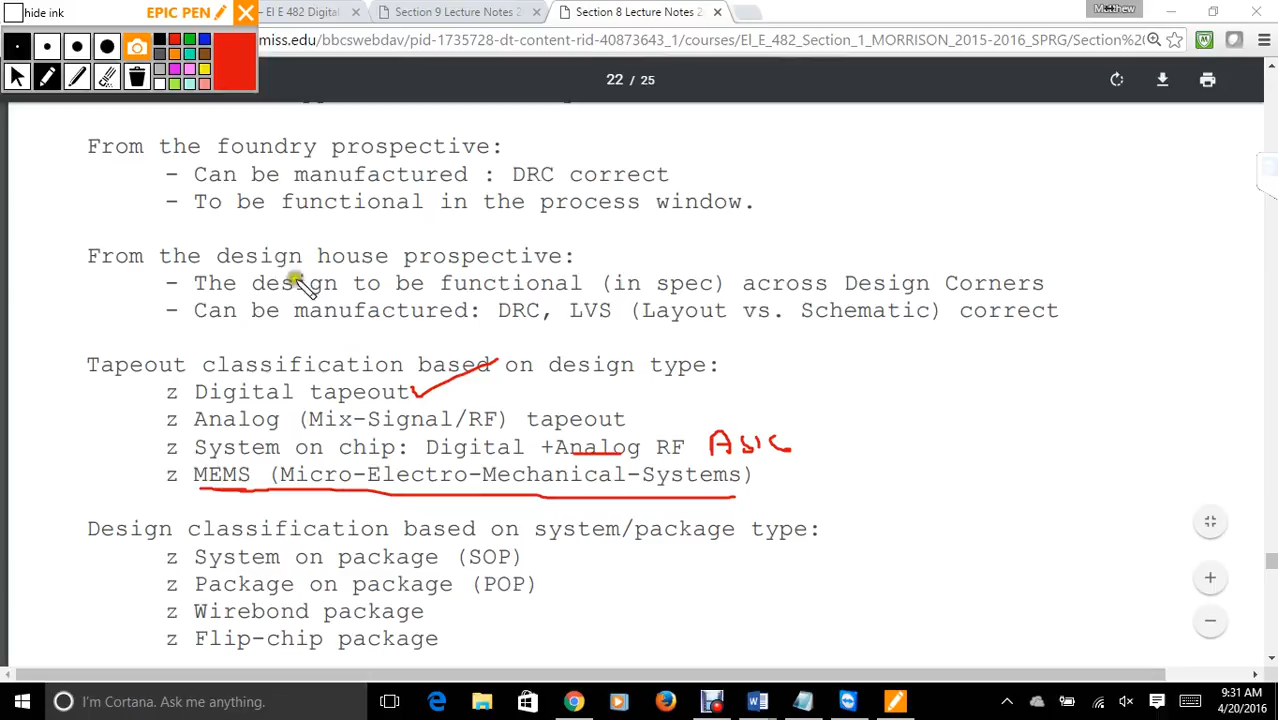 hide ink
EPIC PEN
El E 482 Digital
Section 9 Lecture Notes 2
Section 8 Lecture Notes 2
Matthew
miss.edu/bbcswebdav/pid-1735728-dt-content-rid-40873643_1/courses/El_E_482_Section_1_MORRISON_2015-2016_SPRG/Section%2(
22 / 25
From the foundry prospective:
- Can be manufactured : DRC correct
- To be functional in the process window.
From the design house prospective:
- The design to be functional (in spec) across Design Corners
- Can be manufactured: DRC, LVS (Layout vs. Schematic) correct
Tapeout classification based on design type:
z Digital tapeout
z Analog (Mix-Signal/RF) tapeout
z System on chip: Digital +Analog RF ASIC
z MEMS (Micro-Electro-Mechanical-Systems)
Design classification based on system/package type:
z System on package (SOP)
z Package on package (POP)
z Wirebond package
z Flip-chip package
I'm Cortana. Ask me anything.
9:31 AM
4/20/2016